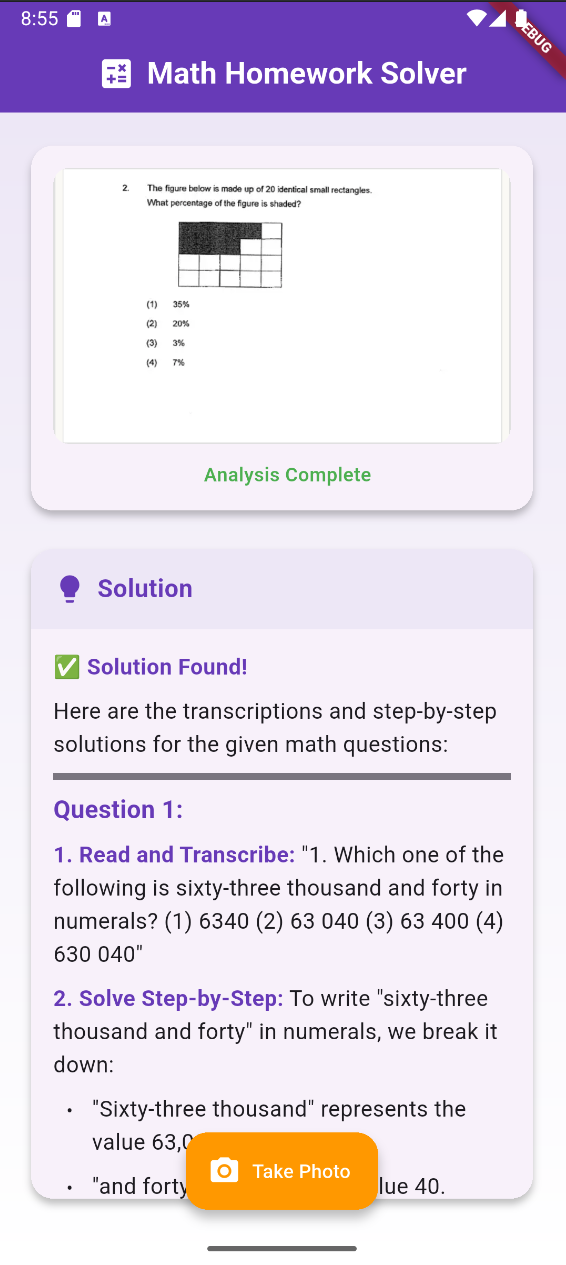 8:55
A
DEBUG
Math Homework Solver
2. The figure below is made up of 20 identical small rectangles.
What percentage of the figure is shaded?
(1) 35%
(2) 20%
(3) 3%
(4) 7%
Analysis Complete
Solution
✅ Solution Found!
Here are the transcriptions and step-by-step
solutions for the given math questions:
Question 1:
1. Read and Transcribe: "1. Which one of the
following is sixty-three thousand and forty in
numerals? (1) 6340 (2) 63 040 (3) 63 400 (4)
630 040"
2. Solve Step-by-Step: To write "sixty-three
thousand and forty" in numerals, we break it
down:
• "Sixty-three thousand" represents the
value 63,0
• "and forty lue 40.
Take Photo